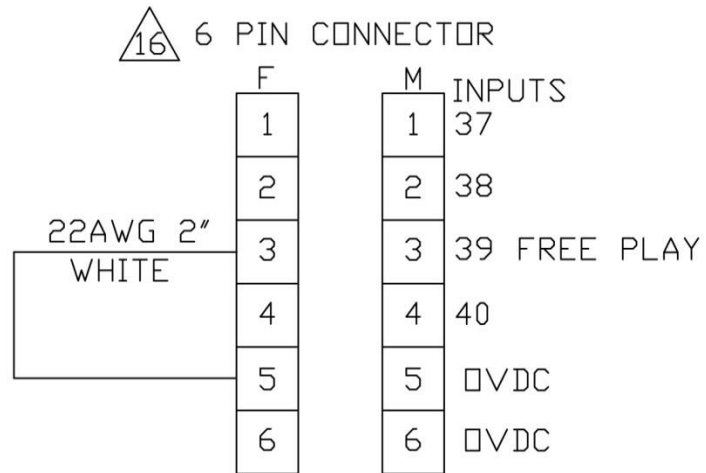 16 6 PIN CONNECTOR
F M INPUTS
1 1 37
2 2 38
22AWG 2"
3 3 39 FREE PLAY
WHITE
4 4 40
5 5 0VDC
6 6 0VDC